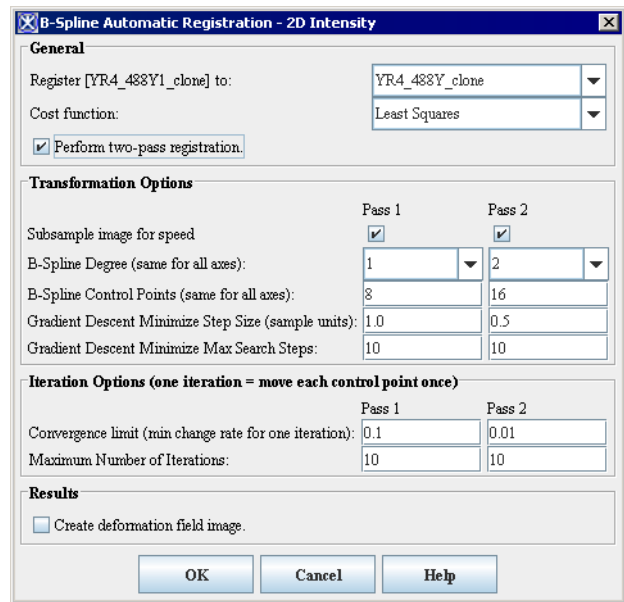 B-Spline Automatic Registration - 2D Intensity
General
Register [YR4_488Y1_clone] to: YR4_488Y_clone
Cost function: Least Squares
Perform two-pass registration.
Transformation Options
Pass 1 Pass 2
Subsample image for speed
B-Spline Degree (same for all axes): 1 2
B-Spline Control Points (same for all axes): 8 16
Gradient Descent Minimize Step Size (sample units): 1.0 0.5
Gradient Descent Minimize Max Search Steps: 10 10
Iteration Options (one iteration = move each control point once)
Pass 1 Pass 2
Convergence limit (min change rate for one iteration): 0.1 0.01
Maximum Number of Iterations: 10 10
Results
Create deformation field image.
OK Cancel Help